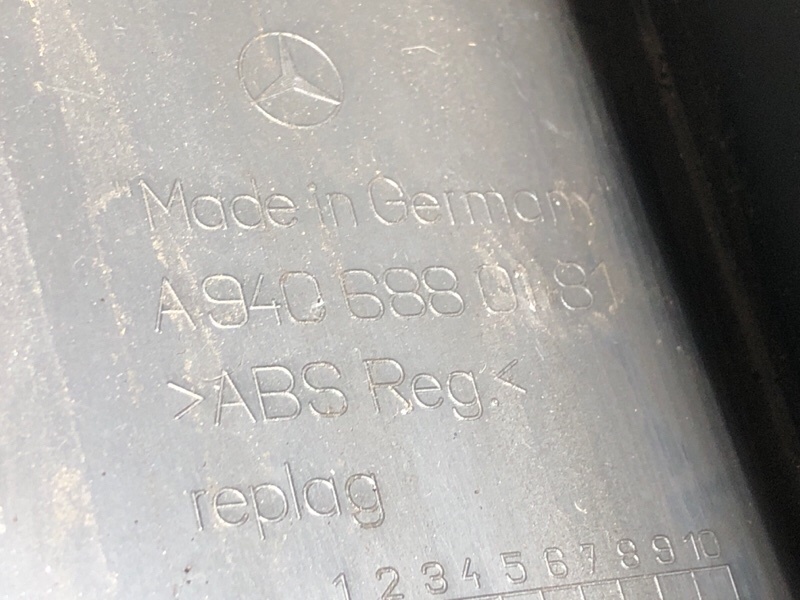 Made in Germany
A 940 688 01 81
>ABS Reg.<
replag
1 2 3 4 5 6 7 8 9 10